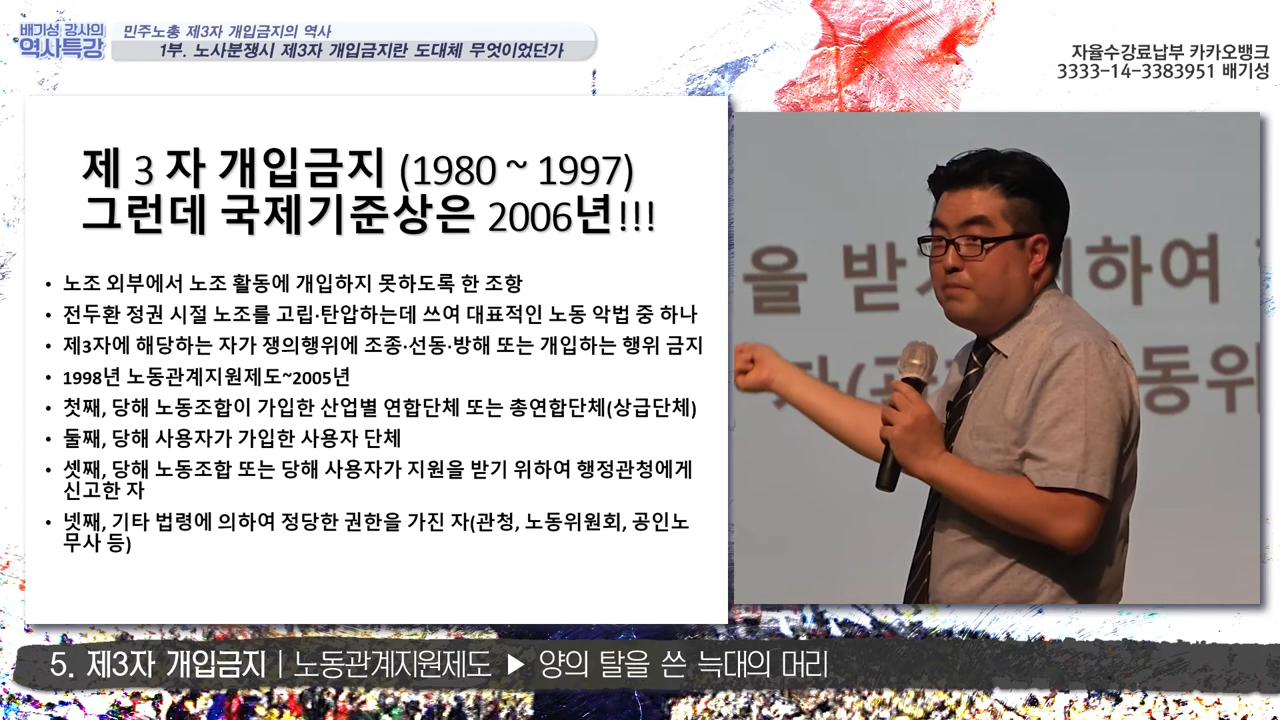 배기성 강사의
역사특강
민주노총 제3자 개입금지의 역사
1부. 노사분쟁시 제3자 개입금지란 도대체 무엇이었던가
자율수강료납부 카카오뱅크
3333-14-3383951 배기성
제 3 자 개입금지 (1980 ~ 1997)
그런데 국제기준상은 2006년!!!
• 노조 외부에서 노조 활동에 개입하지 못하도록 한 조항
• 전두환 정권 시절 노조를 고립·탄압하는데 쓰여 대표적인 노동 악법 중 하나
• 제3자에 해당하는 자가 쟁의행위에 조종·선동·방해 또는 개입하는 행위 금지
• 1998년 노동관계지원제도~2005년
• 첫째, 당해 노동조합이 가입한 산업별 연합단체 또는 총연합단체(상급단체)
• 둘째, 당해 사용자가 가입한 사용자 단체
• 셋째, 당해 노동조합 또는 당해 사용자가 지원을 받기 위하여 행정관청에게
신고한 자
• 넷째, 기타 법령에 의하여 정당한 권한을 가진 자(관청, 노동위원회, 공인노
무사 등)
을 받 하여
동위
5. 제3자 개입금지 | 노동관계지원제도 ▶ 양의 탈을 쓴 늑대의 머리